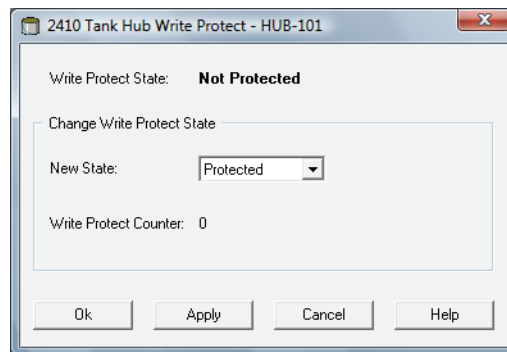 2410 Tank Hub Write Protect - HUB-101
Write Protect State: Not Protected
Change Write Protect State
New State: Protected
Write Protect Counter: 0
Ok Apply Cancel Help